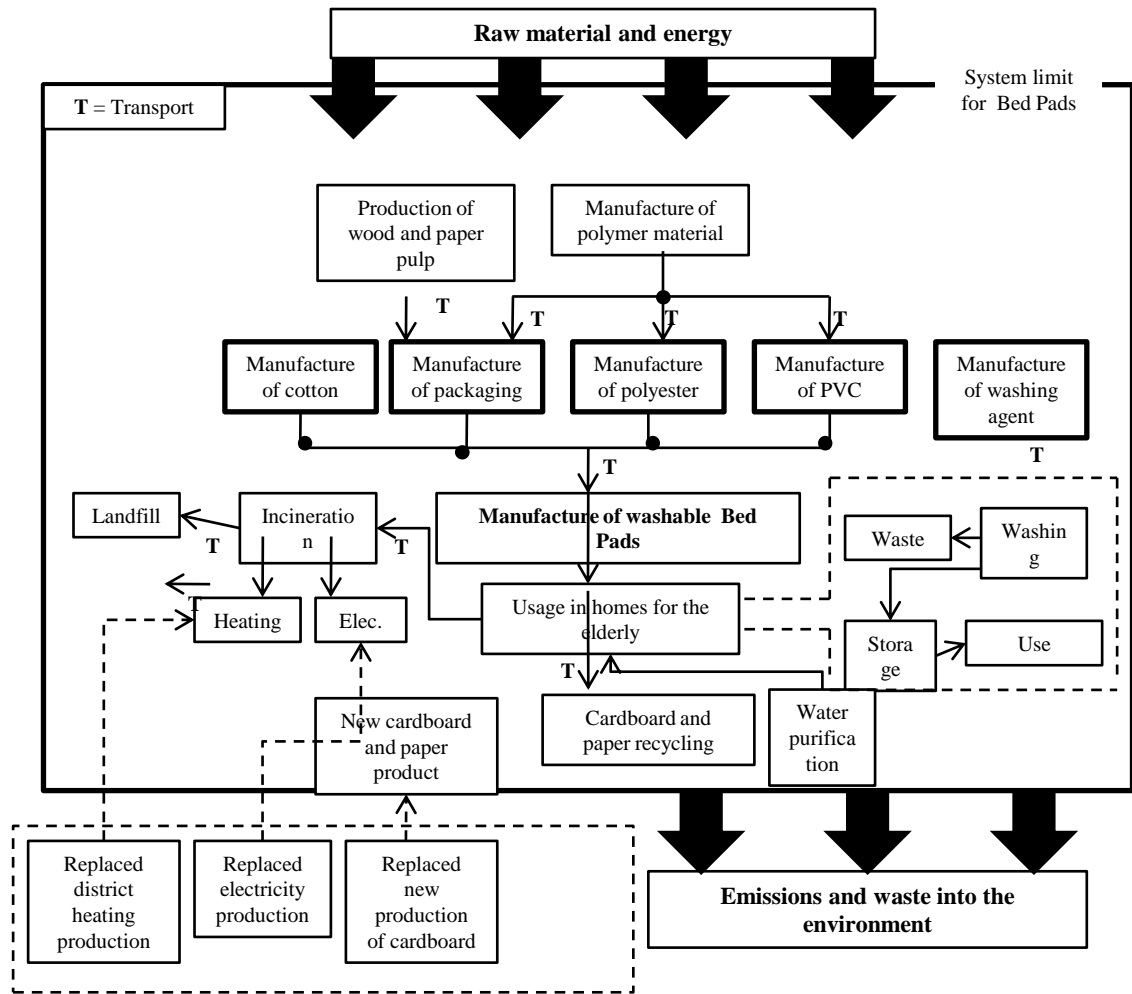 Raw material and energy
System limit
for Bed Pads
T = Transport
Production of
wood and paper
pulp
Manufacture of
polymer material
T
T
T
T
Manufacture
of cotton
Manufacture
of packaging
Manufacture
of polyester
Manufacture
of PVC
Manufacture
of washing
agent
T
T
Landfill
Incineratio
n
Manufacture of washable Bed
Pads
Waste
Washin
g
T
T
T
Heating
Elec.
Usage in homes for the
elderly
Stora
ge
Use
T
New cardboard
and paper
product
Cardboard and
paper recycling
Water
purifica
tion
Replaced
district
heating
production
Replaced
electricity
production
Replaced
new
production
of cardboard
Emissions and waste into the
environment